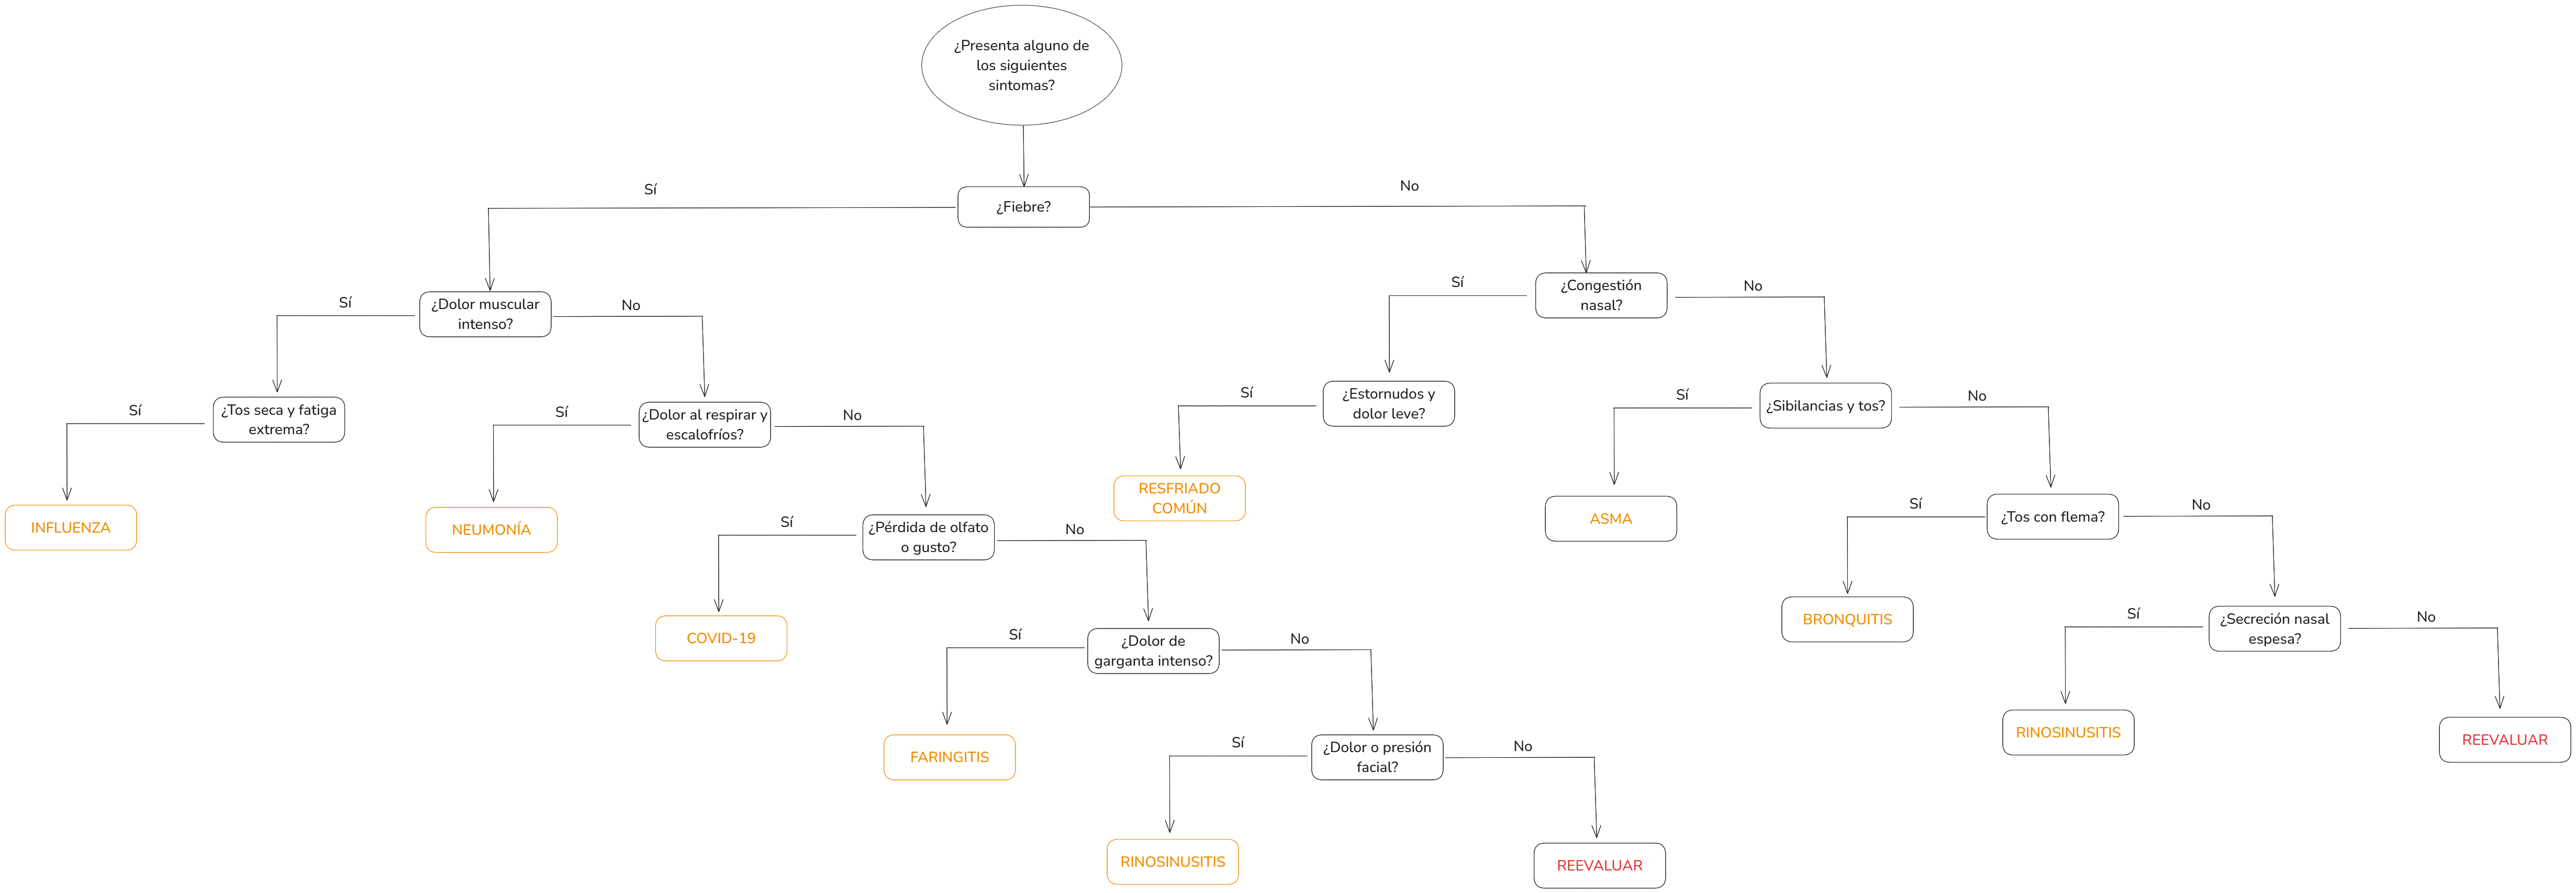 ¿Presenta alguno de
los siguientes
sintomas?
Sí
No
¿Fiebre?
Sí
¿Dolor muscular
intenso?
No
Sí
¿Congestión
nasal?
No
Sí
¿Tos seca y fatiga
extrema?
Sí
¿Dolor al respirar y
escalofríos?
No
Sí
¿Estornudos y
dolor leve?
Sí
¿Sibilancias y tos?
No
INFLUENZA
NEUMONÍA
Sí
¿Pérdida de olfato
o gusto?
No
RESFRIADO
COMÚN
ASMA
Sí
¿Tos con flema?
No
COVID-19
Sí
¿Dolor de
garganta intenso?
No
BRONQUITIS
Sí
¿Secreción nasal
espesa?
No
FARINGITIS
Sí
¿Dolor o presión
facial?
No
RINOSINUSITIS
REEVALUAR
RINOSINUSITIS
REEVALUAR